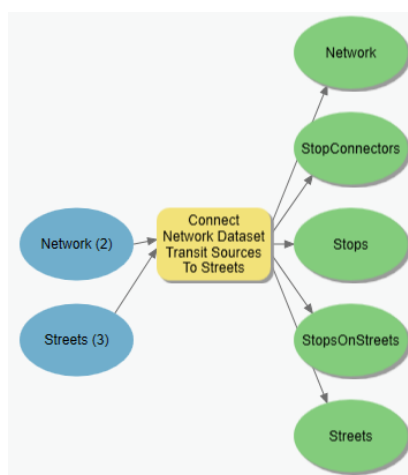 Network
StopConnectors
Network (2)
Connect
Network Dataset
Transit Sources
To Streets
Stops
Streets (3)
StopsOnStreets
Streets